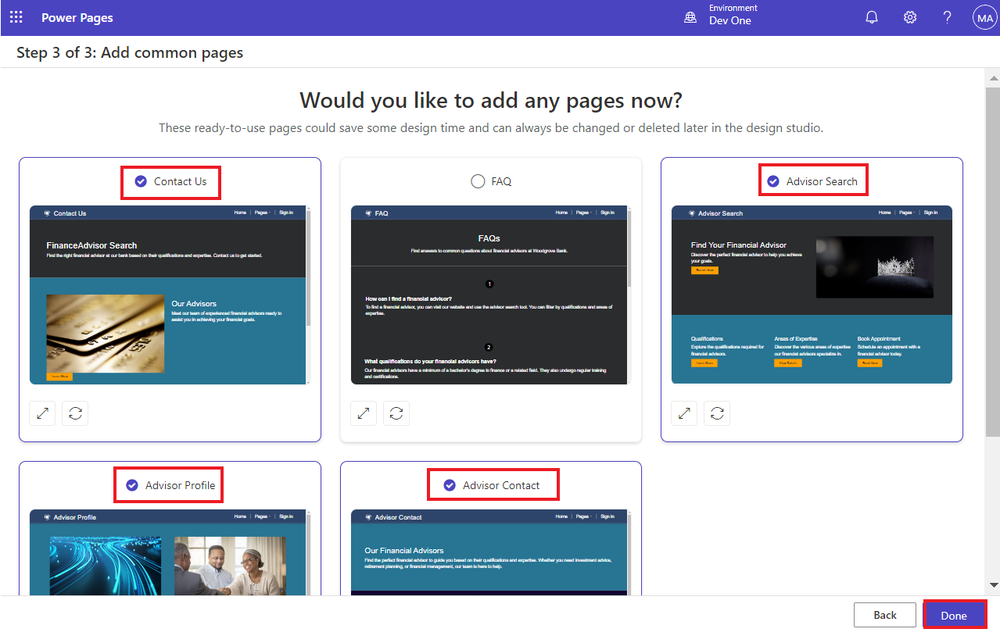 Power Pages
Environment
Dev One
MA
Step 3 of 3: Add common pages
Would you like to add any pages now?
These ready-to-use pages could save some design time and can always be changed or deleted later in the design studio.
Contact Us
Contact Us
Home | Pages | Sign in
FinanceAdvisor Search
Find the right financial advisor at our bank based on their qualifications and expertise. Contact us to get started.
Our Advisors
Meet our team of experienced financial advisors ready to
assist you in achieving your financial goals.
Learn More
FAQ
FAQ
Home | Pages | Sign in
FAQs
Find answers to common questions about financial advisors at Woodgrove Bank.
1
How can I find a financial advisor?
To find a financial advisor, you can visit our website and use the advisor search tool. You can filter by qualifications and areas of
expertise.
2
What qualifications do your financial advisors have?
Our financial advisors have a minimum of a bachelor's degree in finance or a related field. They also undergo regular training
and certifications.
Advisor Search
Advisor Search
Home | Pages | Sign in
Find Your Financial Advisor
Discover the perfect financial advisor to help you achieve
your goals.
Qualifications
Explore the qualifications required for
financial advisors.
Learn More
Areas of Expertise
Discover the various areas of expertise
our financial advisors specialize in.
View Details
Book Appointment
Schedule an appointment with a
financial advisor today.
Book Now
Advisor Profile
Advisor Profile
Home | Pages | Sign in
Advisor Contact
Advisor Contact
Home | Pages | Sign in
Our Financial Advisors
Find the perfect financial advisor to guide you based on their qualifications and expertise. Whether you need investment advice,
retirement planning, or financial management, our team is here to help.
Back
Done